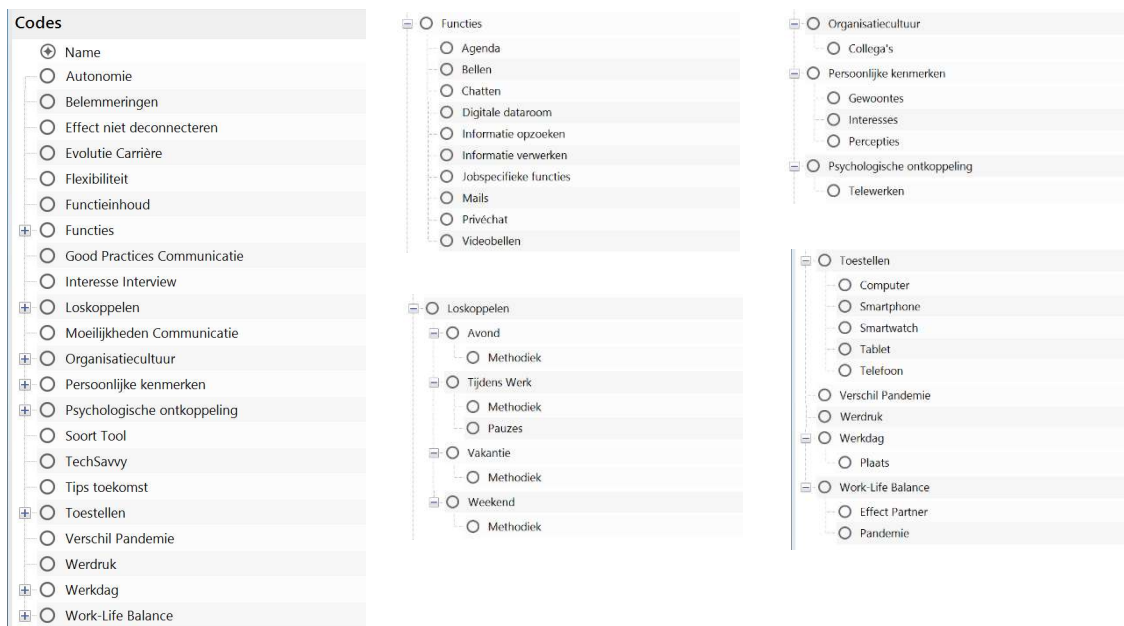 Codes
Name
Autonomie
Belemmeringen
Effect niet deconnecteren
Evolutie Carrière
Flexibiliteit
Functieinhoud
Functies
Good Practices Communicatie
Interesse Interview
Loskoppelen
Moeilijkheden Communicatie
Organisatiecultuur
Persoonlijke kenmerken
Psychologische ontkoppeling
Soort Tool
TechSavvy
Tips toekomst
Toestellen
Verschil Pandemie
Werdruk
Werkdag
Work-Life Balance
Functies
Agenda
Bellen
Chatten
Digitale dataroom
Informatie opzoeken
Informatie verwerken
Jobspecifieke functies
Mails
Privéchat
Videobellen
Loskoppelen
Avond
Methodiek
Tijdens Werk
Methodiek
Pauzes
Vakantie
Methodiek
Weekend
Methodiek
Organisatiecultuur
Collega's
Persoonlijke kenmerken
Gewoontes
Interesses
Percepties
Psychologische ontkoppeling
Telewerken
Toestellen
Computer
Smartphone
Smartwatch
Tablet
Telefoon
Verschil Pandemie
Werdruk
Werkdag
Plaats
Work-Life Balance
Effect Partner
Pandemie